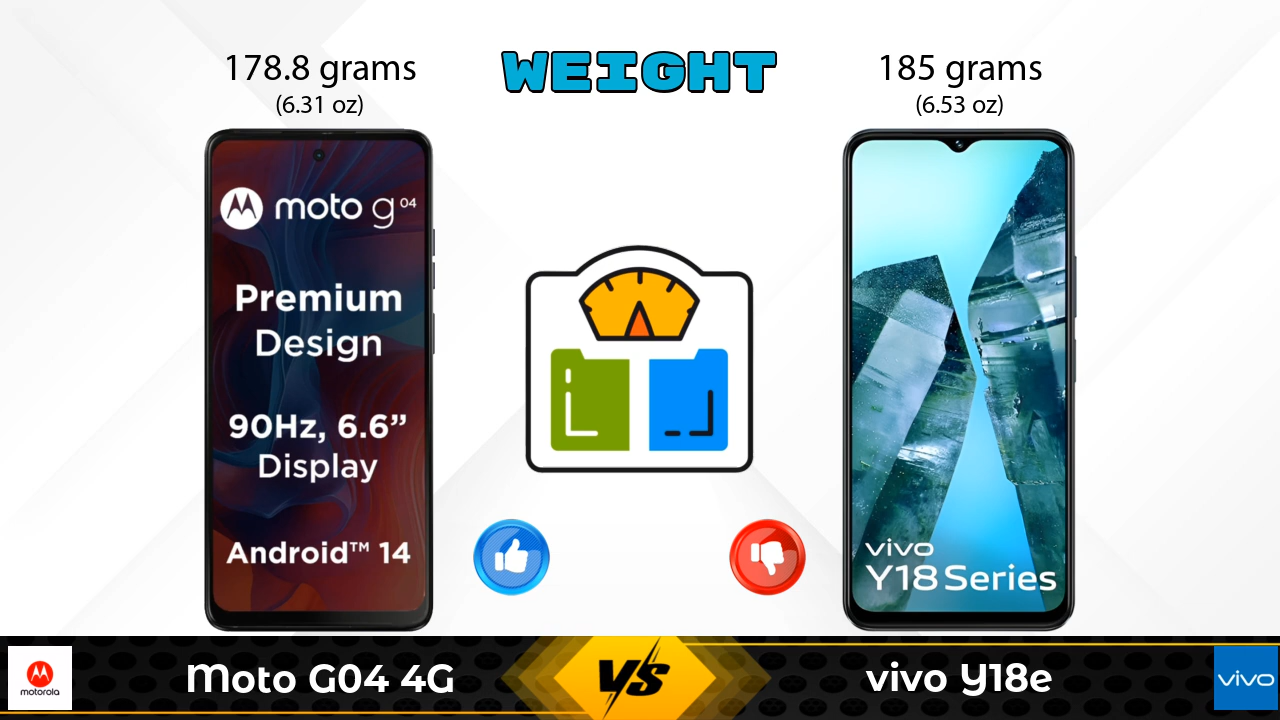 WEIGHT
178.8 grams
(6.31 oz)
185 grams
(6.53 oz)
moto g04
Premium
Design
90Hz, 6.6”
Display
Android™ 14
vivo
Y18 Series
motorola
Moto G04 4G
VS
vivo Y18e
vivo